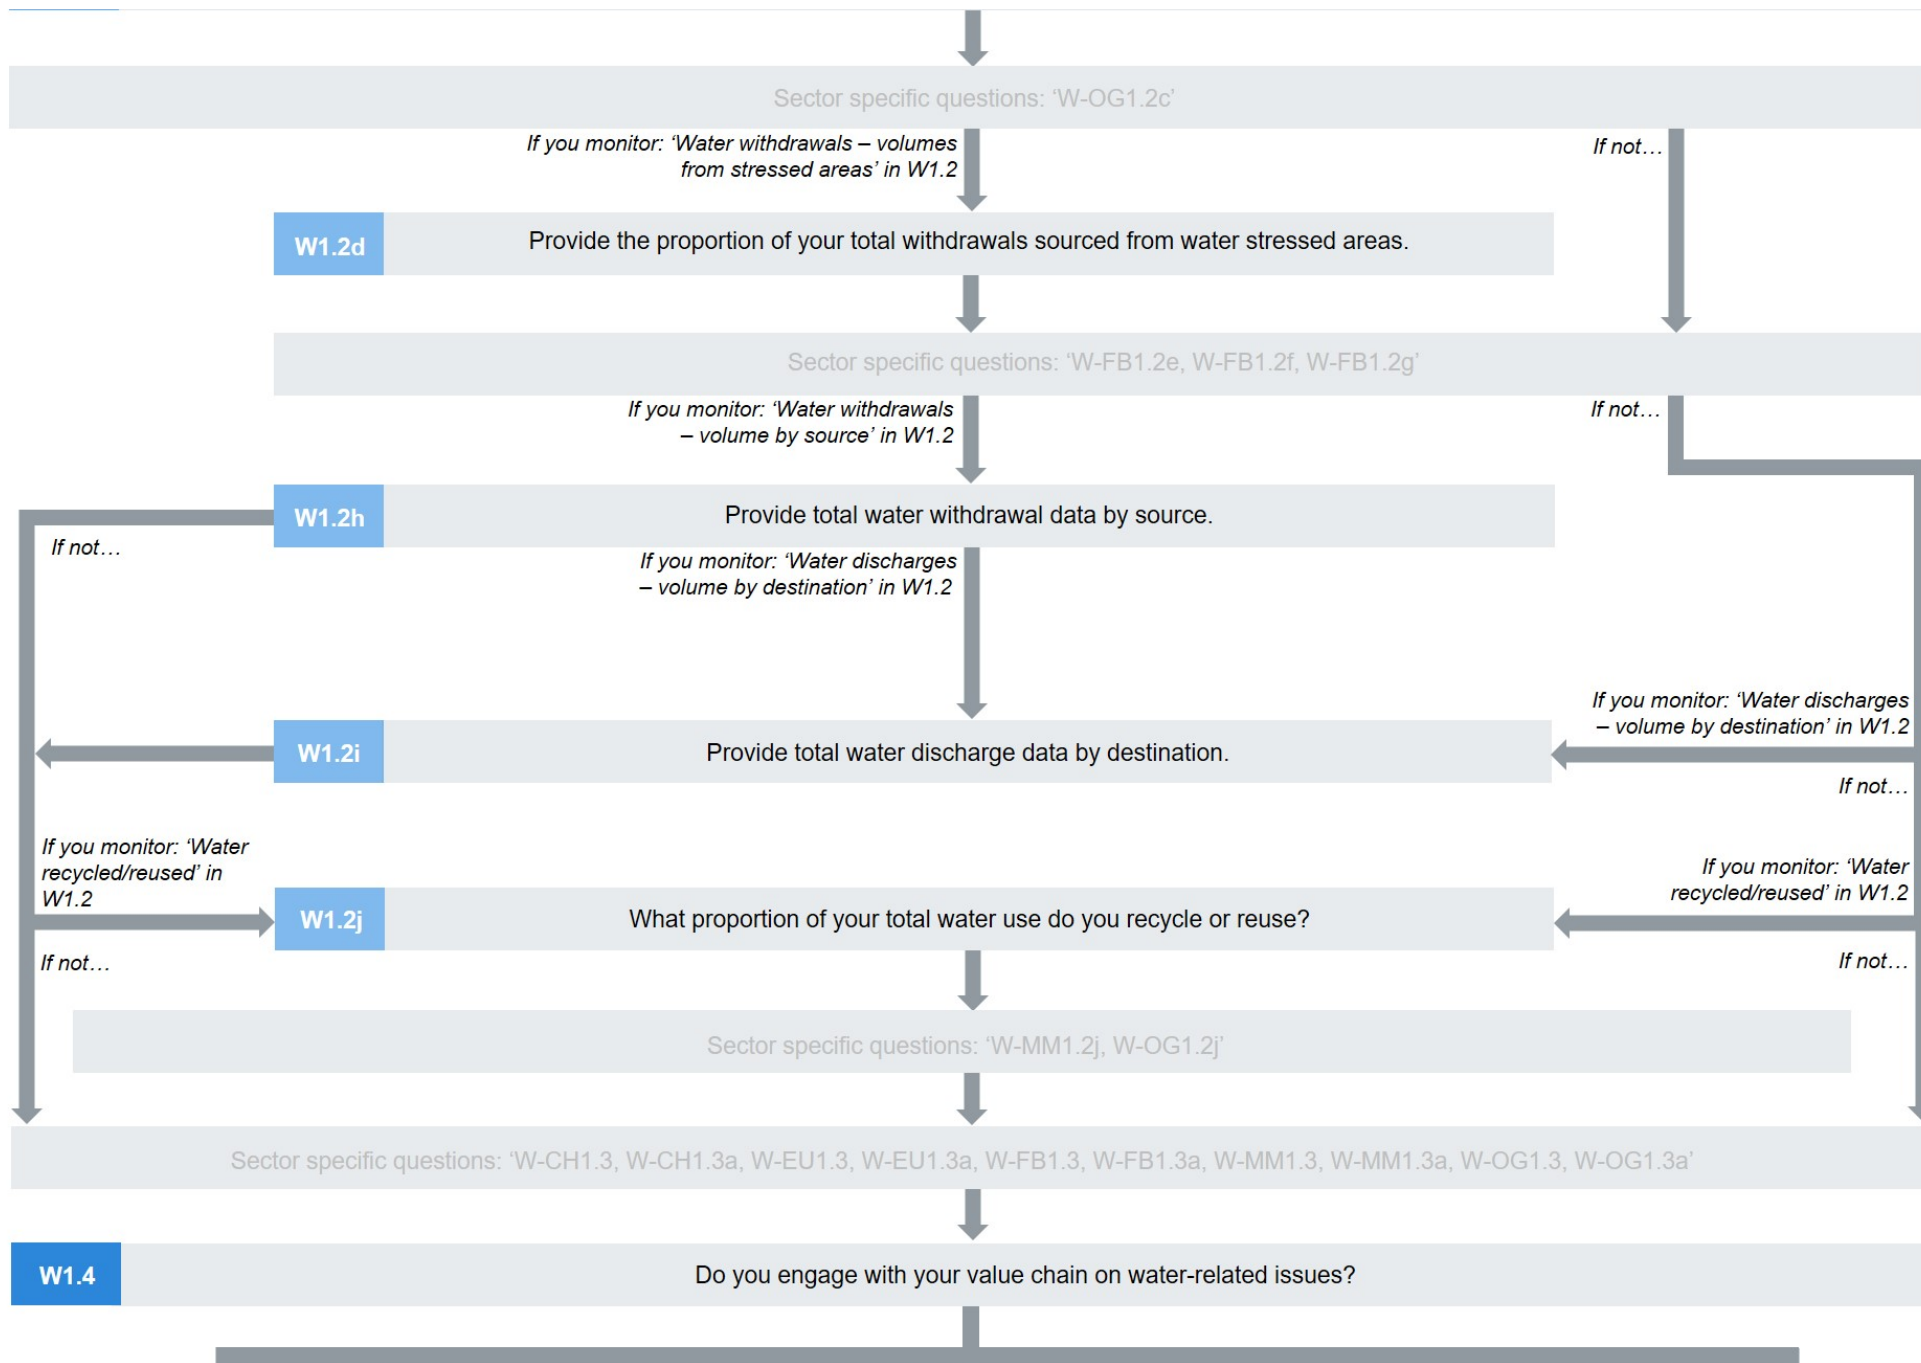 Sector specific questions: ‘W-OG1.2c’
If you monitor: ‘Water withdrawals – volumes
from stressed areas’ in W1.2
If not…
W1.2d
Provide the proportion of your total withdrawals sourced from water stressed areas.
Sector specific questions: ‘W-FB1.2e, W-FB1.2f, W-FB1.2g’
If you monitor: ‘Water withdrawals
– volume by source’ in W1.2
If not…
W1.2h
Provide total water withdrawal data by source.
If not…
If you monitor: ‘Water discharges
– volume by destination’ in W1.2
If you monitor: ‘Water discharges
– volume by destination’ in W1.2
W1.2i
Provide total water discharge data by destination.
If not…
If you monitor: ‘Water
recycled/reused’ in
W1.2
If you monitor: ‘Water
recycled/reused’ in W1.2
W1.2j
What proportion of your total water use do you recycle or reuse?
If not…
If not…
Sector specific questions: ‘W-MM1.2j, W-OG1.2j’
Sector specific questions: ‘W-CH1.3, W-CH1.3a, W-EU1.3, W-EU1.3a, W-FB1.3, W-FB1.3a, W-MM1.3, W-MM1.3a, W-OG1.3, W-OG1.3a’
W1.4
Do you engage with your value chain on water-related issues?